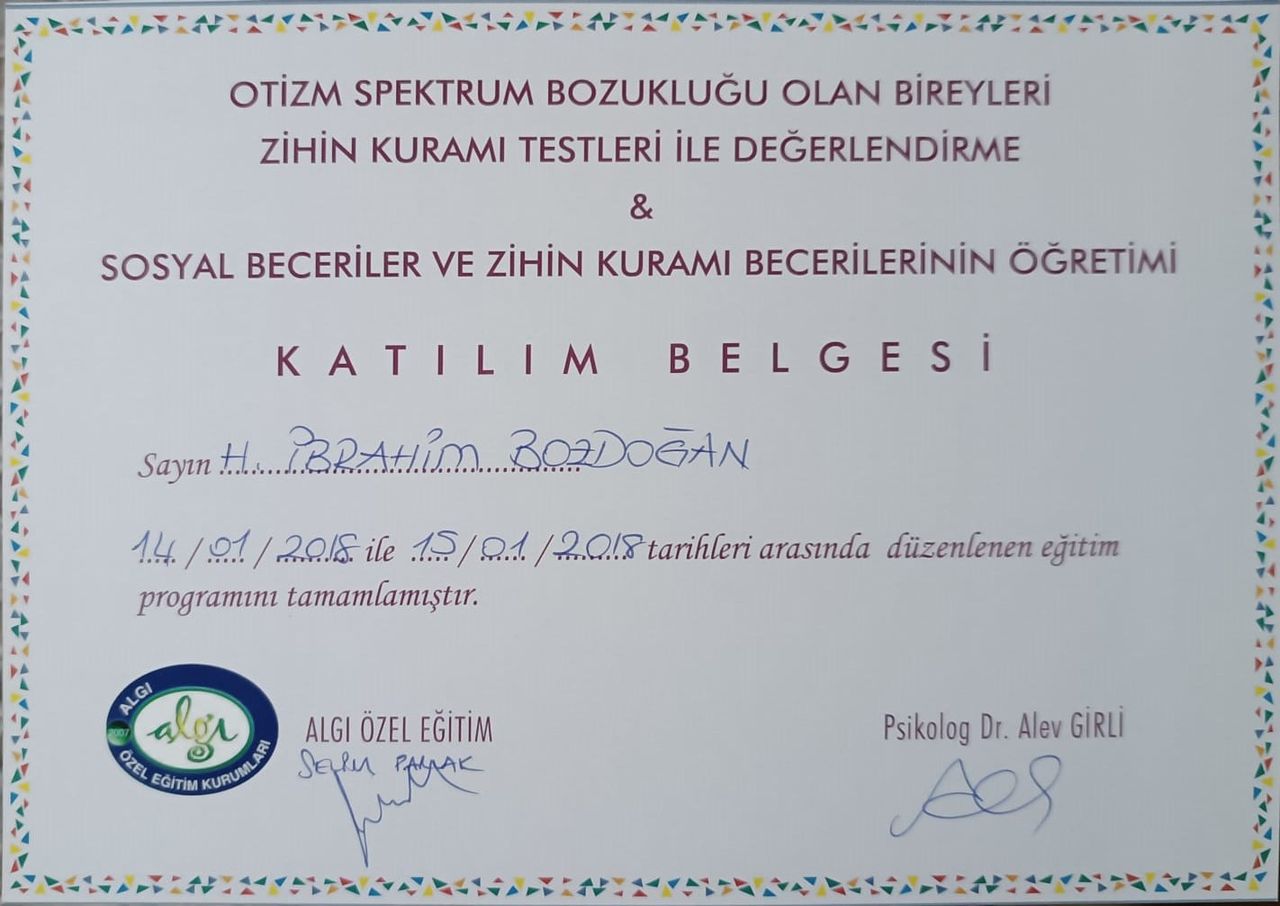 OTİZM SPEKTRUM BOZUKLUĞU OLAN BİREYLERİ
ZİHİN KURAMI TESTLERİ İLE DEĞERLENDİRME
&
SOSYAL BECERİLER VE ZİHİN KURAMI BECERİLERİNİN ÖĞRETİMİ
KATILIM BELGESİ
Sayın H. İBRAHİM BOZDOĞAN
14/01/2018 ile 15/01/2018 tarihleri arasında düzenlenen eğitim
programını tamamlamıştır.
ALGI
2007
algı
ÖZEL EĞİTİM KURUMLARI
ALGI ÖZEL EĞİTİM
Psikolog Dr. Alev GİRLİ